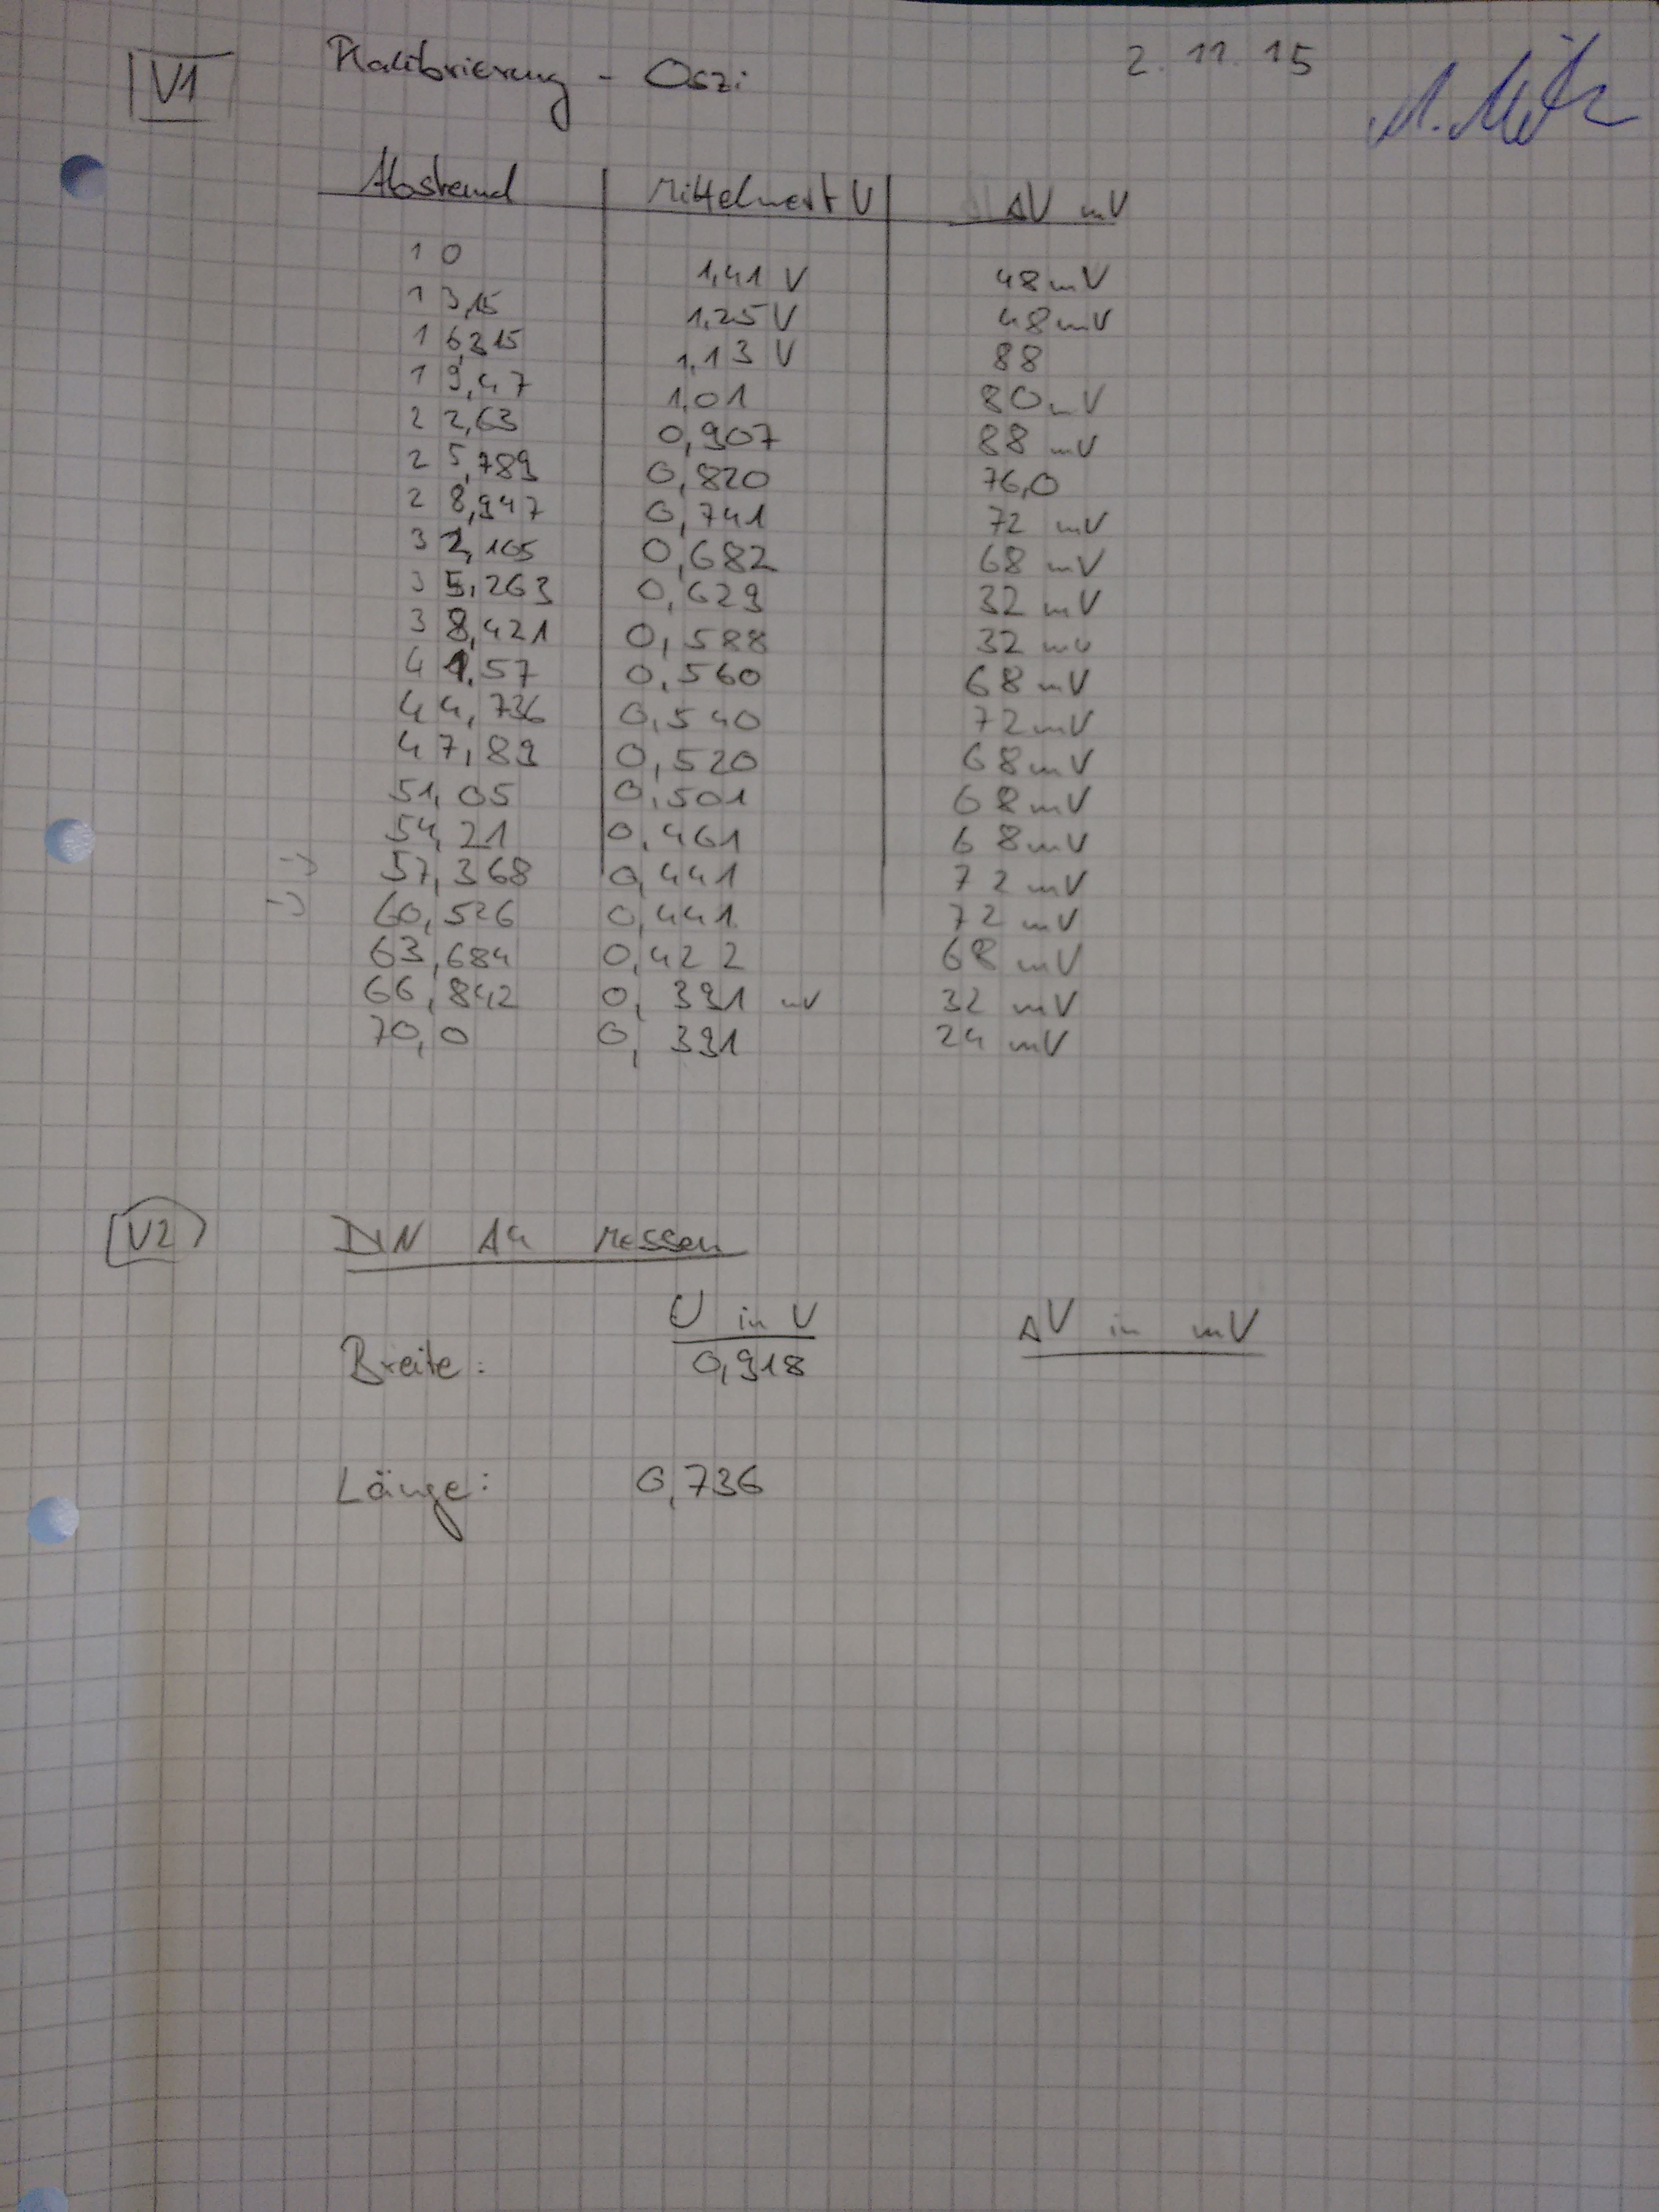 V1 Kalibrierung - Oszi 2. 11. 15
Abstand Mittelwert V ΔV mV
10 1,41 V 48 mV
13,15 1,25 V 48 mV
16,315 1,13 V 88
19,47 1,01 80 mV
22,63 0,907 88 mV
25,789 0,820 76,0
28,947 0,741 72 mV
32,105 0,682 68 mV
35,263 0,629 32 mV
38,421 0,588 32 mV
41,57 0,560 68 mV
44,736 0,540 72 mV
47,89 0,520 68 mV
51,05 0,501 68 mV
54,21 0,461 68 mV
57,368 0,441 72 mV
60,526 0,441 72 mV
63,684 0,422 68 mV
66,842 0,391 mV 32 mV
70,0 0,391 24 mV
V2 DIN A4 Messen
U in V ΔV in mV
Breite: 0,918
Länge: 0,736